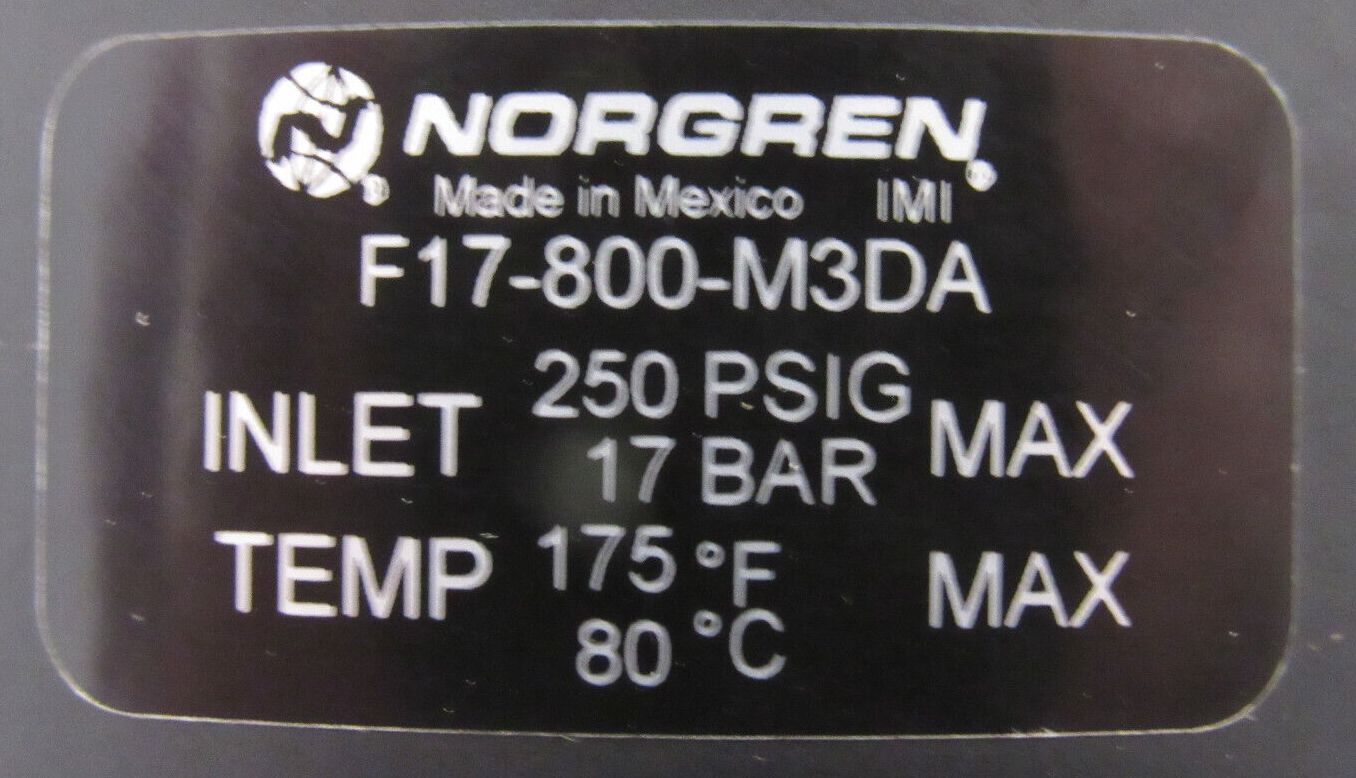 NORGREN
Made in Mexico IMI
F17-800-M3DA
INLET 250 PSIG MAX
17 BAR
TEMP 175 °F MAX
80 °C